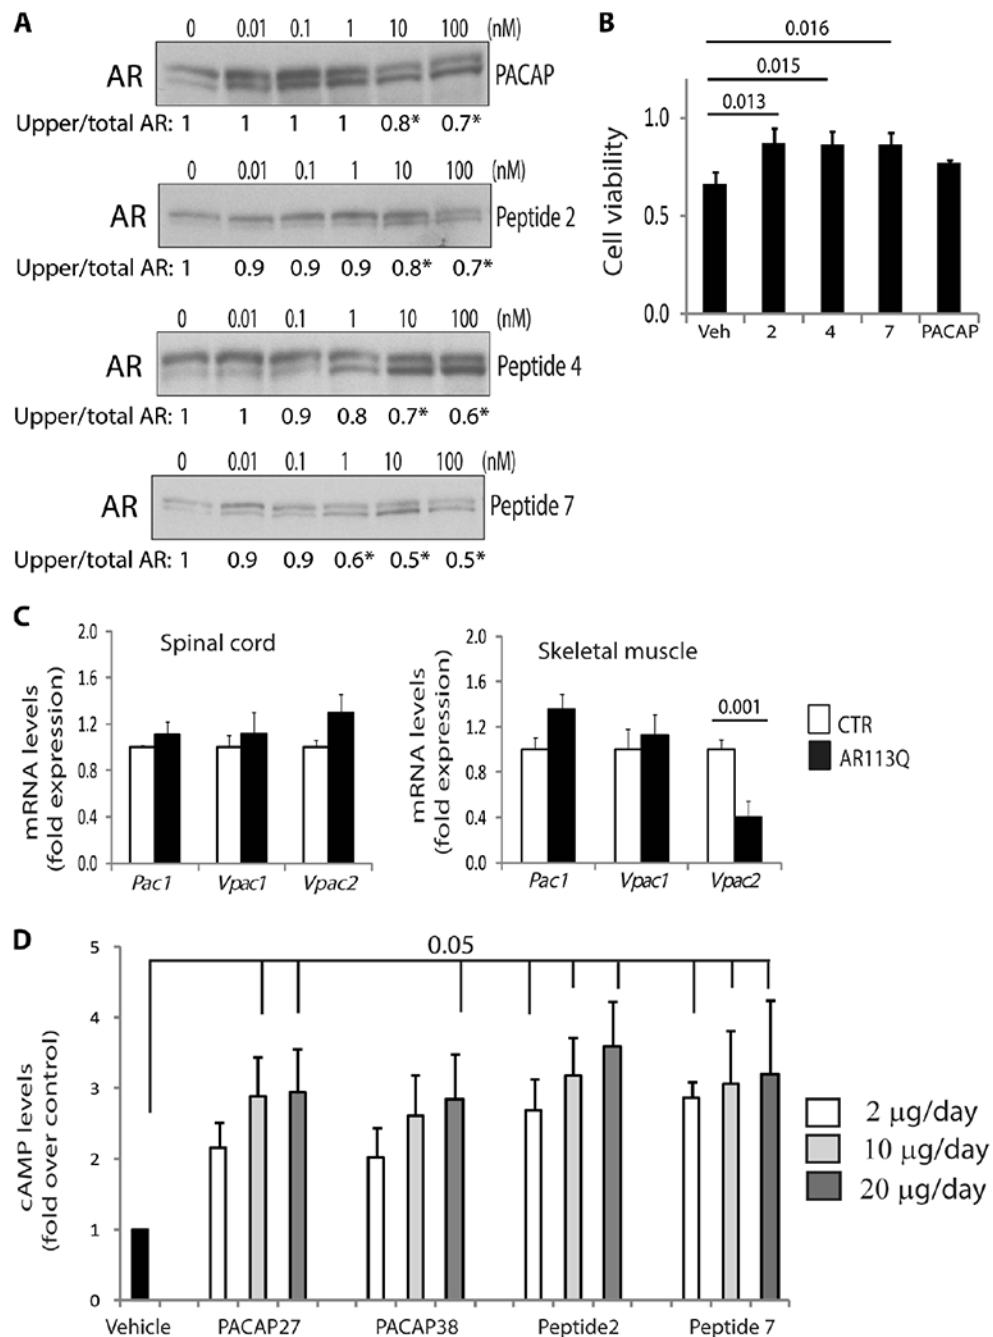 A
0 0.01 0.1 1 10 100 (nM)
AR PACAP
Upper/total AR: 1 1 1 1 0.8* 0.7*
0 0.01 0.1 1 10 100 (nM)
AR Peptide 2
Upper/total AR: 1 0.9 0.9 0.9 0.8* 0.7*
0 0.01 0.1 1 10 100 (nM)
AR Peptide 4
Upper/total AR: 1 1 0.9 0.8 0.7* 0.6*
0 0.01 0.1 1 10 100 (nM)
AR Peptide 7
Upper/total AR: 1 0.9 0.9 0.6* 0.5* 0.5*
B
0.016
0.015
0.013
Cell viability
1.0
0.5
0.0
Veh 2 4 7 PACAP
C
Spinal cord
mRNA levels
(fold expression)
2.0
1.6
1.2
0.8
0.4
0.0
Pac1 Vpac1 Vpac2
Skeletal muscle
mRNA levels
(fold expression)
2.0
1.6
1.2
0.8
0.4
0.0
0.001
Pac1 Vpac1 Vpac2
CTR
AR113Q
D
0.05
cAMP levels
(fold over control)
5
4
3
2
1
0
Vehicle PACAP27 PACAP38 Peptide2 Peptide 7
2 µg/day
10 µg/day
20 µg/day